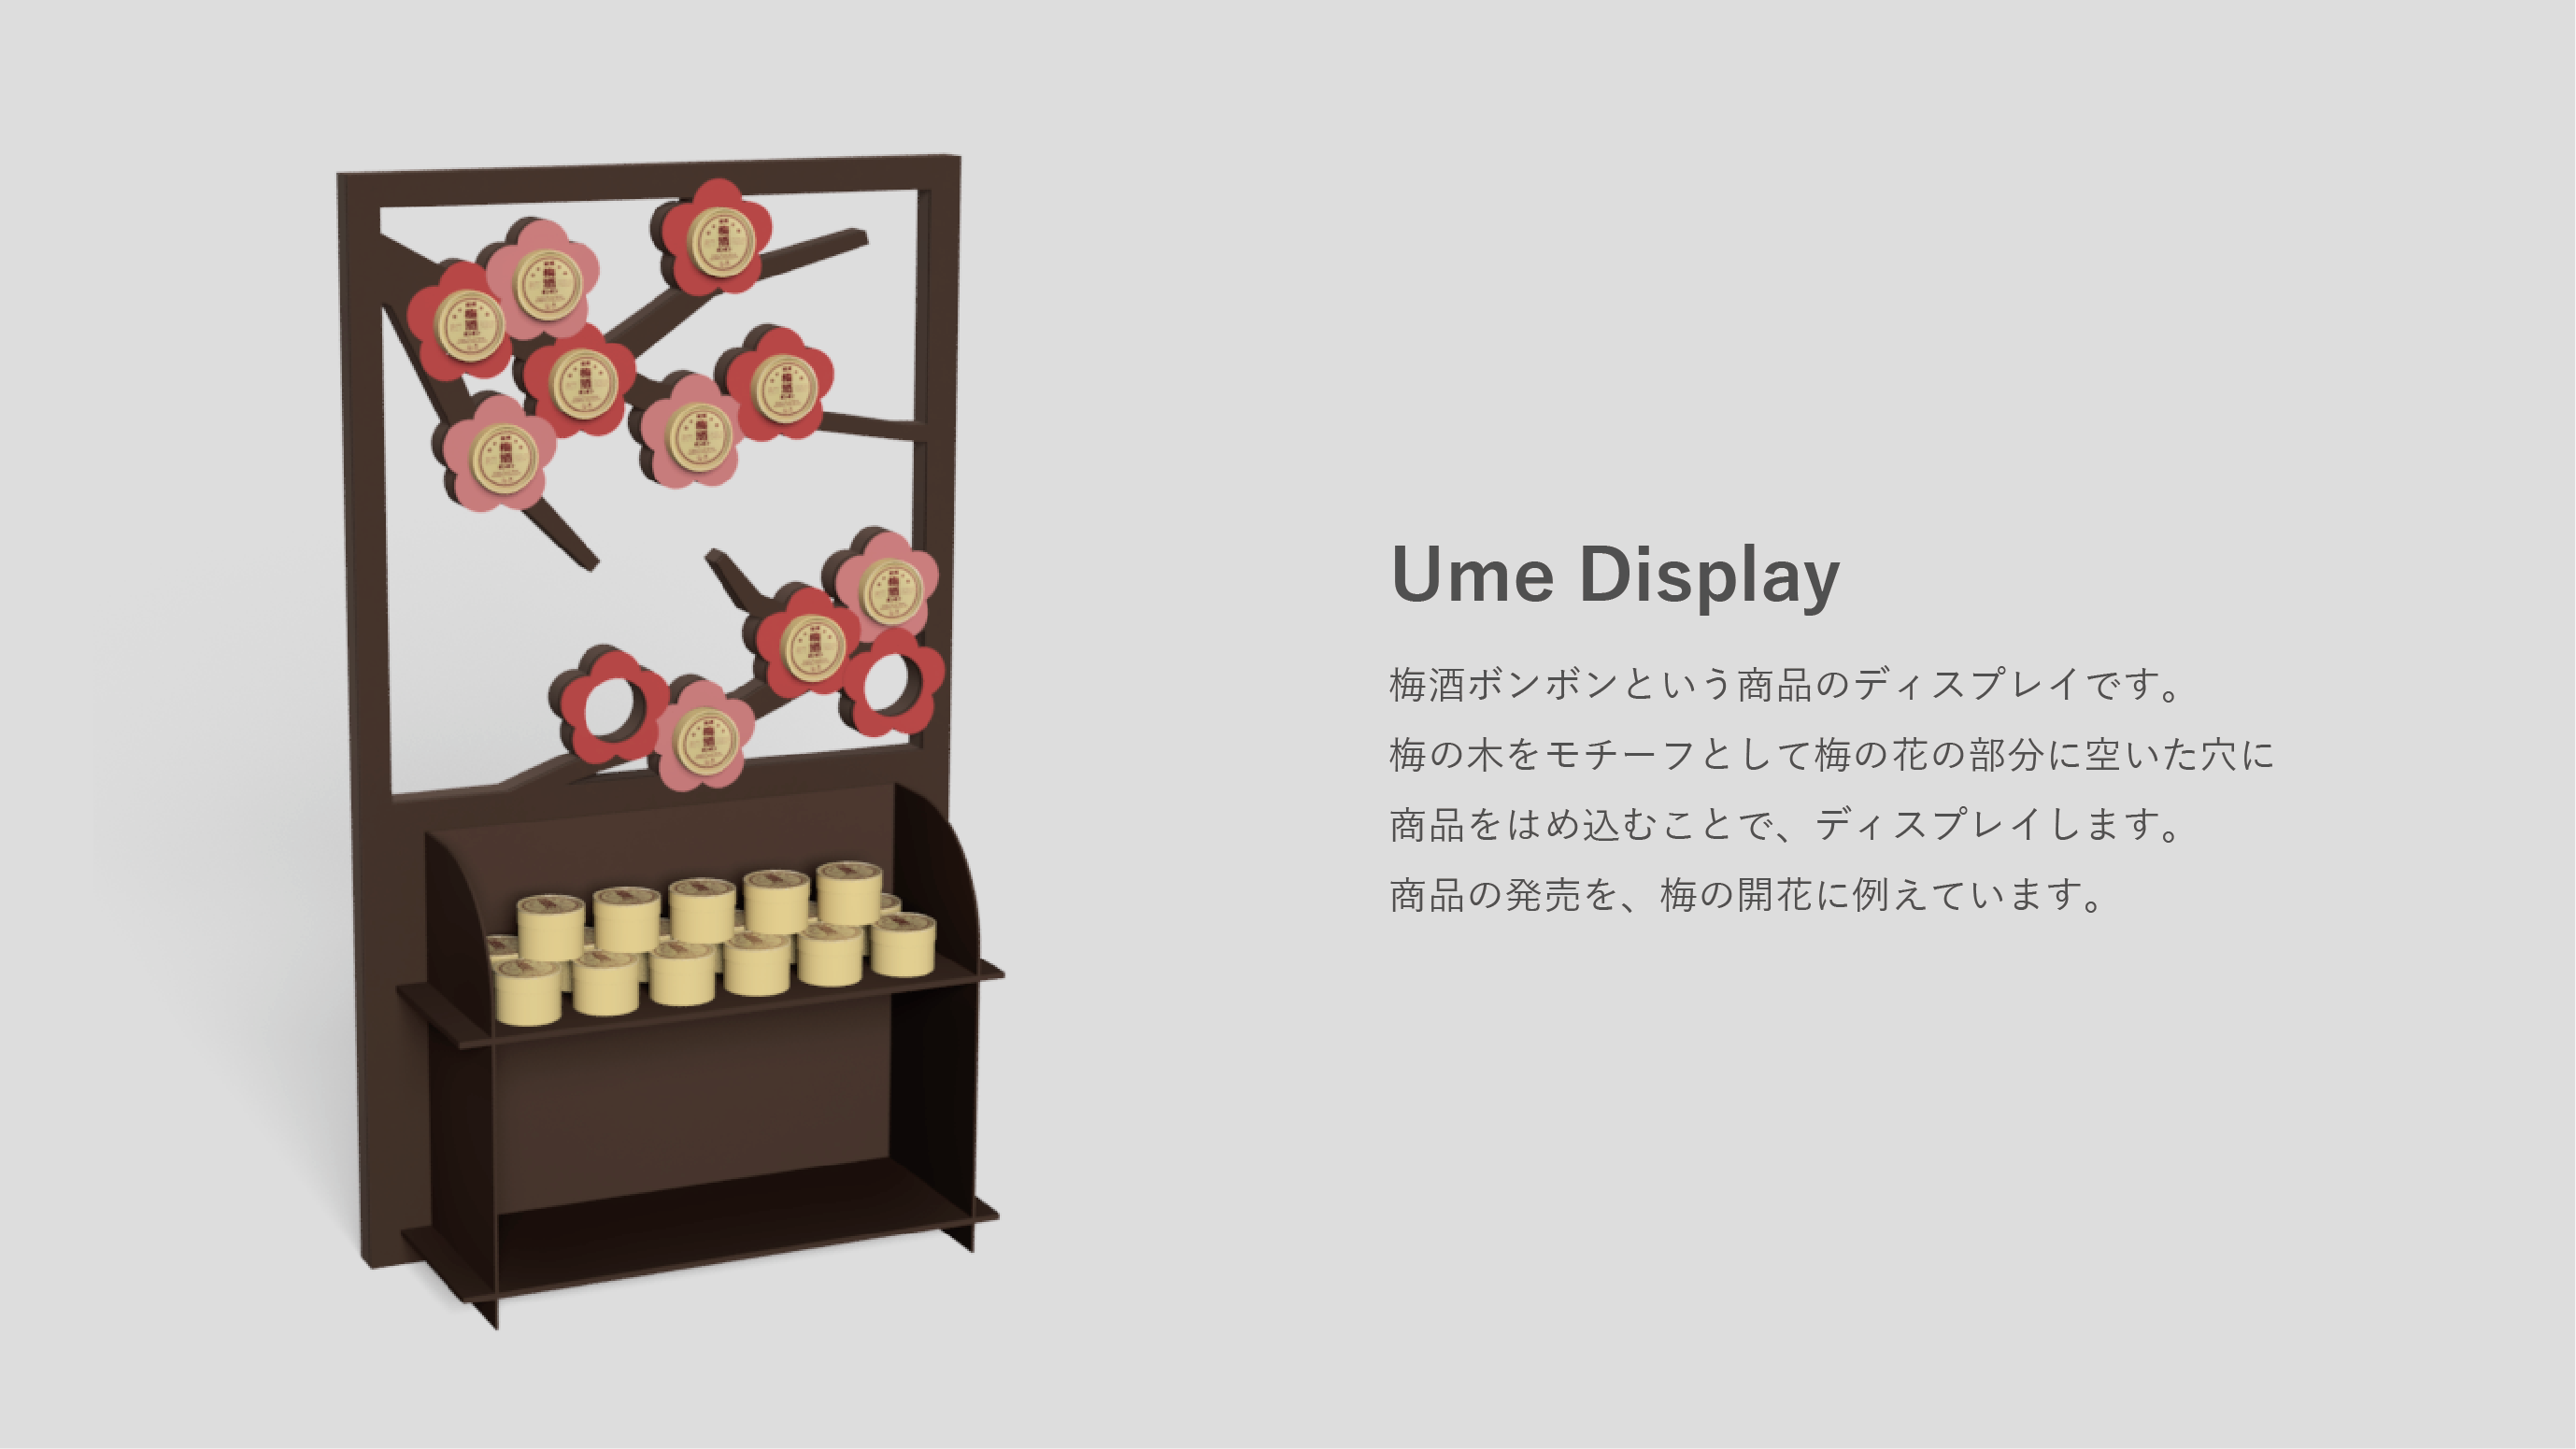 Ume Display
梅酒ボンボンという商品のディスプレイです。
梅の木をモチーフとして梅の花の部分に空いた穴に
商品をはめ込むことで、ディスプレイします。
商品の発売を、梅の開花に例えています。
梅酒